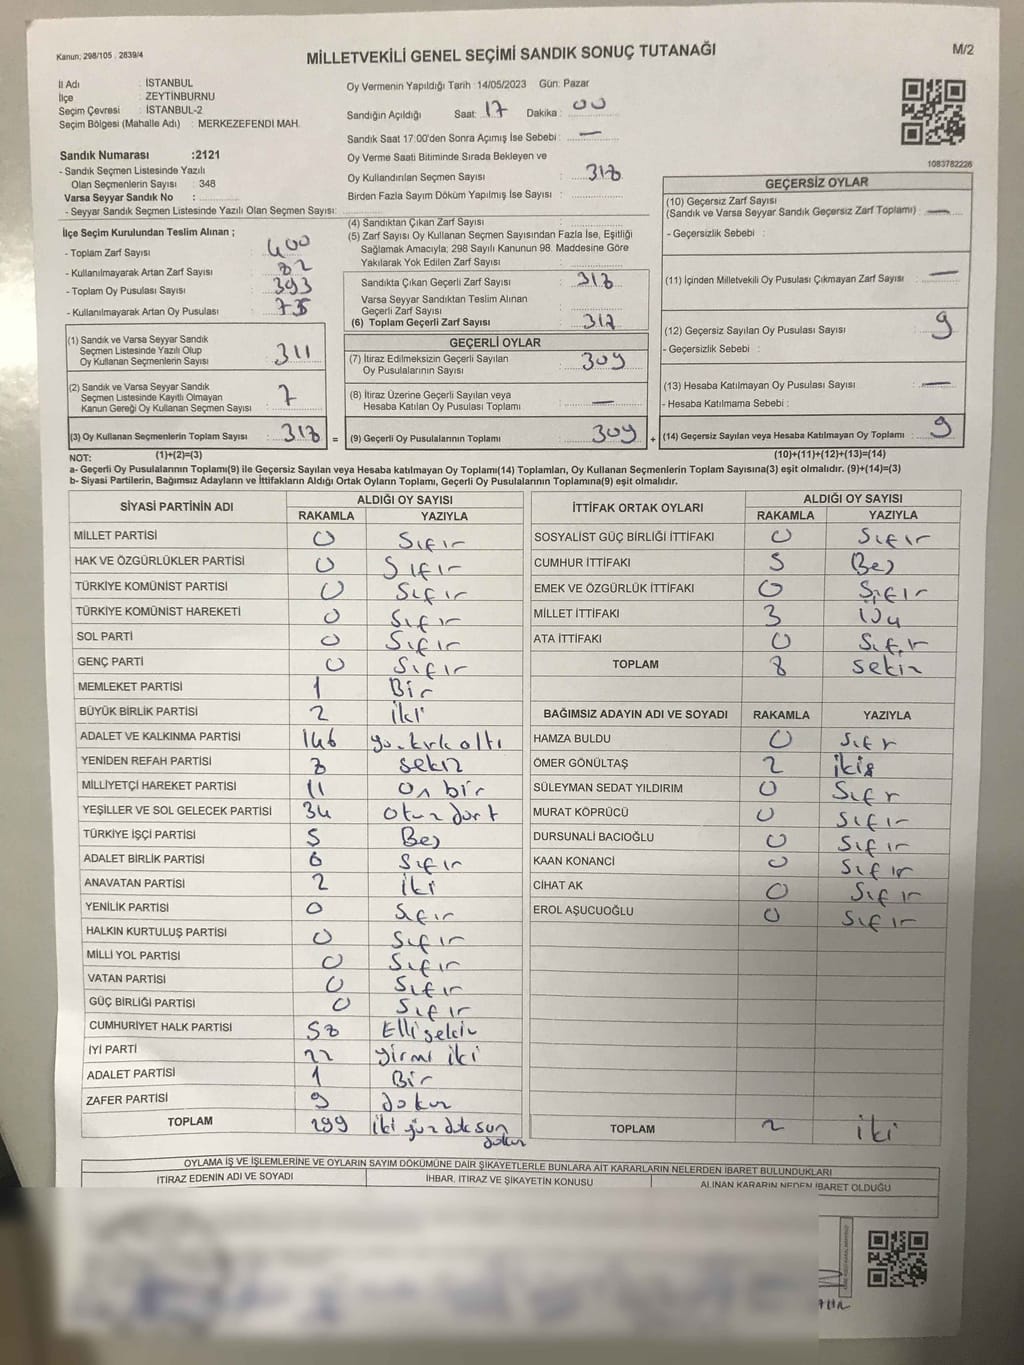 Kanun: 298/105 , 2839/4
MİLLETVEKİLİ GENEL SEÇİMİ SANDIK SONUÇ TUTANAĞI
M/2
İl Adı : İSTANBUL
İlçe : ZEYTİNBURNU
Seçim Çevresi : İSTANBUL-2
Seçim Bölgesi (Mahalle Adı) : MERKEZEFENDİ MAH.
Sandık Numarası :2121
- Sandık Seçmen Listesinde Yazılı
Olan Seçmenlerin Sayısı : 348
Varsa Seyyar Sandık No :
- Seyyar Sandık Seçmen Listesinde Yazılı Olan Seçmen Sayısı:
İlçe Seçim Kurulundan Teslim Alınan ;
- Toplam Zarf Sayısı : 400
- Kullanılmayarak Artan Zarf Sayısı : 82
- Toplam Oy Pusulası Sayısı : 393
- Kullanılmayarak Artan Oy Pusulası : 75
(1) Sandık ve Varsa Seyyar Sandık
Seçmen Listesinde Yazılı Olup
Oy Kullanan Seçmenlerin Sayısı : 311
(2) Sandık ve Varsa Seyyar Sandık
Seçmen Listesinde Kayıtlı Olmayan
Kanun Gereği Oy Kullanan Seçmen Sayısı : 7
(3) Oy Kullanan Seçmenlerin Toplam Sayısı : 318 =
Oy Vermenin Yapıldığı Tarih :14/05/2023 Gün: Pazar
Sandığın Açıldığı Saat: 17 Dakika : 00
Sandık Saat 17:00'den Sonra Açımış İse Sebebi : —
Oy Verme Saati Bitiminde Sırada Bekleyen ve
Oy Kullandırılan Seçmen Sayısı : 318
Birden Fazla Sayım Döküm Yapılmış İse Sayısı :
(4) Sandıktan Çıkan Zarf Sayısı :
(5) Zarf Sayısı Oy Kullanan Seçmen Sayısından Fazla İse, Eşitliği
Sağlamak Amacıyla; 298 Sayılı Kanunun 98. Maddesine Göre
Yakılarak Yok Edilen Zarf Sayısı :
Sandıkta Çıkan Geçerli Zarf Sayısı : 318
Varsa Seyyar Sandıktan Teslim Alınan
Geçerli Zarf Sayısı :
(6) Toplam Geçerli Zarf Sayısı : 318
GEÇERLİ OYLAR
(7) İtiraz Edilmeksizin Geçerli Sayılan
Oy Pusulalarının Sayısı : 309
(8) İtiraz Üzerine Geçerli Sayılan veya
Hesaba Katılan Oy Pusulası Toplamı : —
(9) Geçerli Oy Pusulalarının Toplamı : 309 +
1083782226
GEÇERSİZ OYLAR
(10) Geçersiz Zarf Sayısı
(Sandık ve Varsa Seyyar Sandık Geçersiz Zarf Toplamı) : —
- Geçersizlik Sebebi :
(11) İçinden Milletvekili Oy Pusulası Çıkmayan Zarf Sayısı : —
(12) Geçersiz Sayılan Oy Pusulası Sayısı : 9
- Geçersizlik Sebebi :
(13) Hesaba Katılmayan Oy Pusulası Sayısı : —
- Hesaba Katılmama Sebebi :
(14) Geçersiz Sayılan veya Hesaba Katılmayan Oy Toplamı : 9
NOT: (1)+(2)=(3) (10)+(11)+(12)+(13)=(14)
a- Geçerli Oy Pusulalarının Toplamı(9) ile Geçersiz Sayılan veya Hesaba katılmayan Oy Toplamı(14) Toplamları, Oy Kullanan Seçmenlerin Toplam Sayısına(3) eşit olmalıdır. (9)+(14)=(3)
b- Siyasi Partilerin, Bağımsız Adayların ve İttifakların Aldığı Ortak Oyların Toplamı, Geçerli Oy Pusulalarının Toplamına(9) eşit olmalıdır.
SİYASİ PARTİNİN ADI ALDIĞI OY SAYISI
RAKAMLA YAZIYLA
MİLLET PARTİSİ 0 Sıfır
HAK VE ÖZGÜRLÜKLER PARTİSİ 0 Sıfır
TÜRKİYE KOMÜNİST PARTİSİ 0 Sıfır
TÜRKİYE KOMÜNİST HAREKETİ 0 Sıfır
SOL PARTİ 0 Sıfır
GENÇ PARTİ 0 Sıfır
MEMLEKET PARTİSİ 1 Bir
BÜYÜK BİRLİK PARTİSİ 2 iki
ADALET VE KALKINMA PARTİSİ 146 kırkaltı
YENİDEN REFAH PARTİSİ 8 sekiz
MİLLİYETÇİ HAREKET PARTİSİ 11 on bir
YEŞİLLER VE SOL GELECEK PARTİSİ 34 otuz dört
TÜRKİYE İŞÇİ PARTİSİ 5 Beş
ADALET BİRLİK PARTİSİ 0 Sıfır
ANAVATAN PARTİSİ 2 iki
YENİLİK PARTİSİ 0 Sıfır
HALKIN KURTULUŞ PARTİSİ 0 Sıfır
MİLLİ YOL PARTİSİ 0 Sıfır
VATAN PARTİSİ 0 Sıfır
GÜÇ BİRLİĞİ PARTİSİ 0 Sıfır
CUMHURİYET HALK PARTİSİ 58 Elli sekiz
İYİ PARTİ 22 yirmi iki
ADALET PARTİSİ 1 Bir
ZAFER PARTİSİ 9 dokuz
TOPLAM 299 iki yüz doksan
dokuz
İTTİFAK ORTAK OYLARI ALDIĞI OY SAYISI
RAKAMLA YAZIYLA
SOSYALİST GÜÇ BİRLİĞİ İTTİFAKI 0 Sıfır
CUMHUR İTTİFAKI 5 Beş
EMEK VE ÖZGÜRLÜK İTTİFAKI 0 Sıfır
MİLLET İTTİFAKI 3 Üç
ATA İTTİFAKI 0 Sıfır
TOPLAM 8 sekiz
BAĞIMSIZ ADAYIN ADI VE SOYADI RAKAMLA YAZIYLA
HAMZA BULDU 0 Sıfr
ÖMER GÖNÜLTAŞ 2 iki
SÜLEYMAN SEDAT YILDIRIM 0 Sıfr
MURAT KÖPRÜCÜ 0 Sıfır
DURSUNALİ BACIOĞLU 0 Sıfır
KAAN KONANCİ 0 Sıfır
CİHAT AK 0 Sıfır
EROL AŞUCUOĞLU 0 Sıfır
TOPLAM 2 iki
OYLAMA İŞ VE İŞLEMLERİNE VE OYLARIN SAYIM DÖKÜMÜNE DAİR ŞİKAYETLERLE BUNLARA AİT KARARLARIN NELERDEN İBARET BULUNDUKLARI
İTİRAZ EDENİN ADI VE SOYADI İHBAR, İTİRAZ VE ŞİKAYETİN KONUSU ALINAN KARARIN NEDEN İBARET OLDUĞU